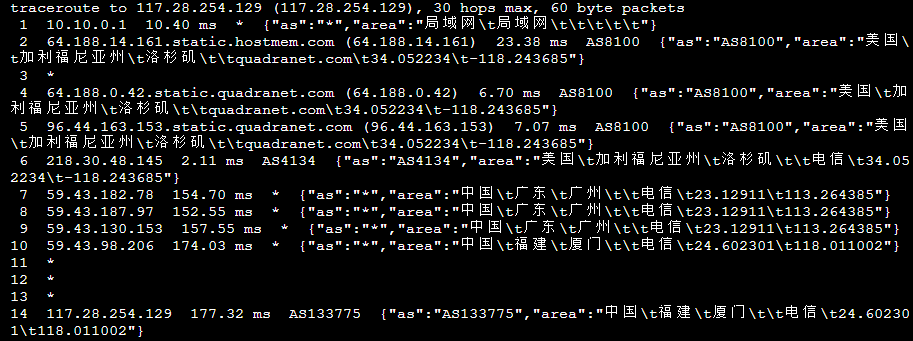 traceroute to 117.28.254.129 (117.28.254.129), 30 hops max, 60 byte packets
1  10.10.0.1  10.40 ms  *  {"as":"*","area":"局域网\t局域网\t\t\t\t\t"}
2  64.188.14.161.static.hostmem.com (64.188.14.161)  23.38 ms  AS8100  {"as":"AS8100","area":"美国\
\t加利福尼亚州\t洛杉矶\t\tquadranet.com\t34.052234\t-118.243685"}
3  *
4  64.188.0.42.static.quadranet.com (64.188.0.42)  6.70 ms  AS8100  {"as":"AS8100","area":"美国\t加
利福尼亚州\t洛杉矶\t\tquadranet.com\t34.052234\t-118.243685"}
5  96.44.163.153.static.quadranet.com (96.44.163.153)  7.07 ms  AS8100  {"as":"AS8100","area":"美国
\t加利福尼亚州\t洛杉矶\t\tquadranet.com\t34.052234\t-118.243685"}
6  218.30.48.145  2.11 ms  AS4134  {"as":"AS4134","area":"美国\t加利福尼亚州\t洛杉矶\t\t电信\t34.05
2234\t-118.243685"}
7  59.43.182.78  154.70 ms  *  {"as":"*","area":"中国\t广东\t广州\t\t电信\t23.12911\t113.264385"}
8  59.43.187.97  152.55 ms  *  {"as":"*","area":"中国\t广东\t广州\t\t电信\t23.12911\t113.264385"}
9  59.43.130.153  157.55 ms  *  {"as":"*","area":"中国\t广东\t广州\t\t电信\t23.12911\t113.264385"}
10  59.43.98.206  174.03 ms  *  {"as":"*","area":"中国\t福建\t厦门\t\t电信\t24.602301\t118.011002"}
11  *
12  *
13  *
14  117.28.254.129  177.32 ms  AS133775  {"as":"AS133775","area":"中国\t福建\t厦门\t\t电信\t24.60230
1\t118.011002"}